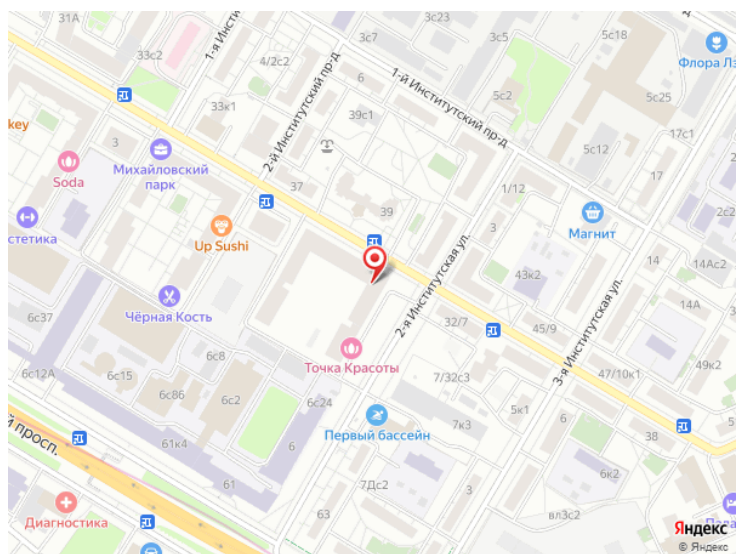 31А
33с2
3с7
3с23
1-я Инст
4/2с2
6
3с5
5с18
Флора Лэ
1-й Институтский пр-д
5с2
5с25
33к1
39с1
2-й Институтский пр-д
key
3
Михайловский
парк
17с1
5с12
Soda
37
17
1/12
39
Магнит
2с2
стетика
Up Sushi
3
14
14Ас2
2-я Институтская ул.
43к2
3-я Институтская ул.
14А
Чёрная Кость
6с37
32/7
45/9
6с8
Точка Красоты
49к2
6с12А
6с15
6с86
6с2
6с24
7/32с3
47/10к1
5к1
й просп.
61к4
6
Первый бассейн
7к3
38
6к2
61
7Дс2
3
Диагностика
63
вл3с2
Пала
Яндекс
© Яндекс